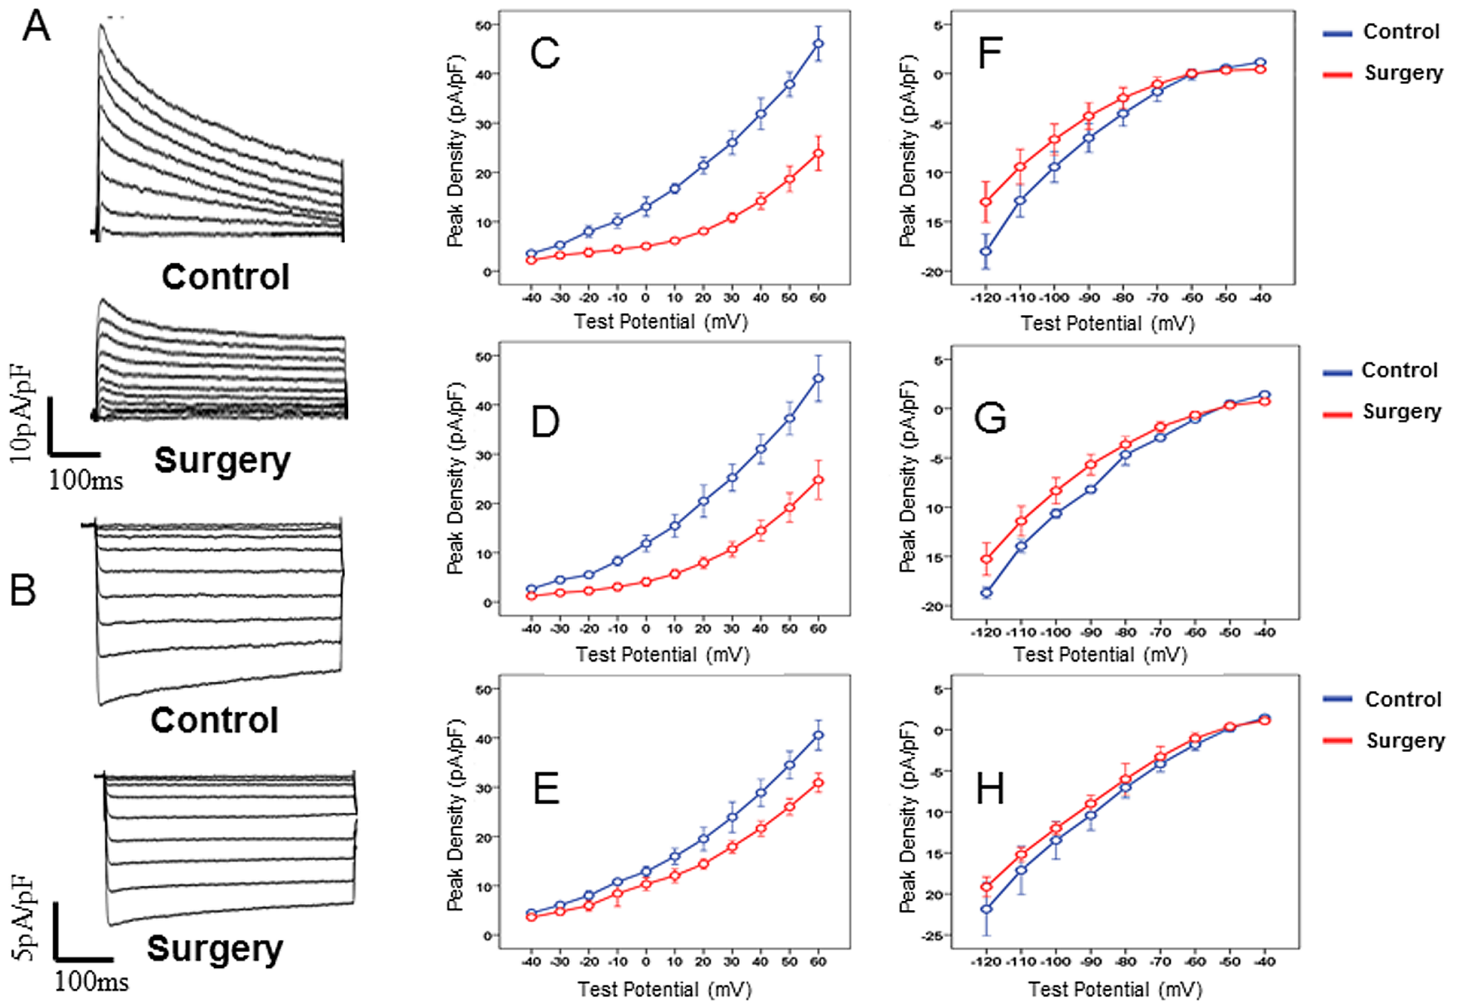 A
Control
10pA/pF
100ms
Surgery
B
Control
5pA/pF
100ms
Surgery
C
Peak Density (pA/pF)
50
40
30
20
10
0
-40 -30 -20 -10 0 10 20 30 40 50 60
Test Potential (mV)
D
Peak Density (pA/pF)
50
40
30
20
10
0
-40 -30 -20 -10 0 10 20 30 40 50 60
Test Potential (mV)
E
Peak Density (pA/pF)
50
40
30
20
10
0
-40 -30 -20 -10 0 10 20 30 40 50 60
Test Potential (mV)
F
Peak Density (pA/pF)
5
0
-5
10
15
-20
-120 -110 -100 -90 -80 -70 -60 -50 -40
Test Potential (mV)
Control
Surgery
G
Peak Density (pA/pF)
5
0
-5
10
15
-20
-120 -110 -100 -90 -80 -70 -60 -50 -40
Test Potential (mV)
Control
Surgery
H
Peak Density (pA/pF)
5
0
-5
10
15
20
-25
-120 -110 -100 -90 -80 -70 -60 -50 -40
Test Potential (mV)
Control
Surgery